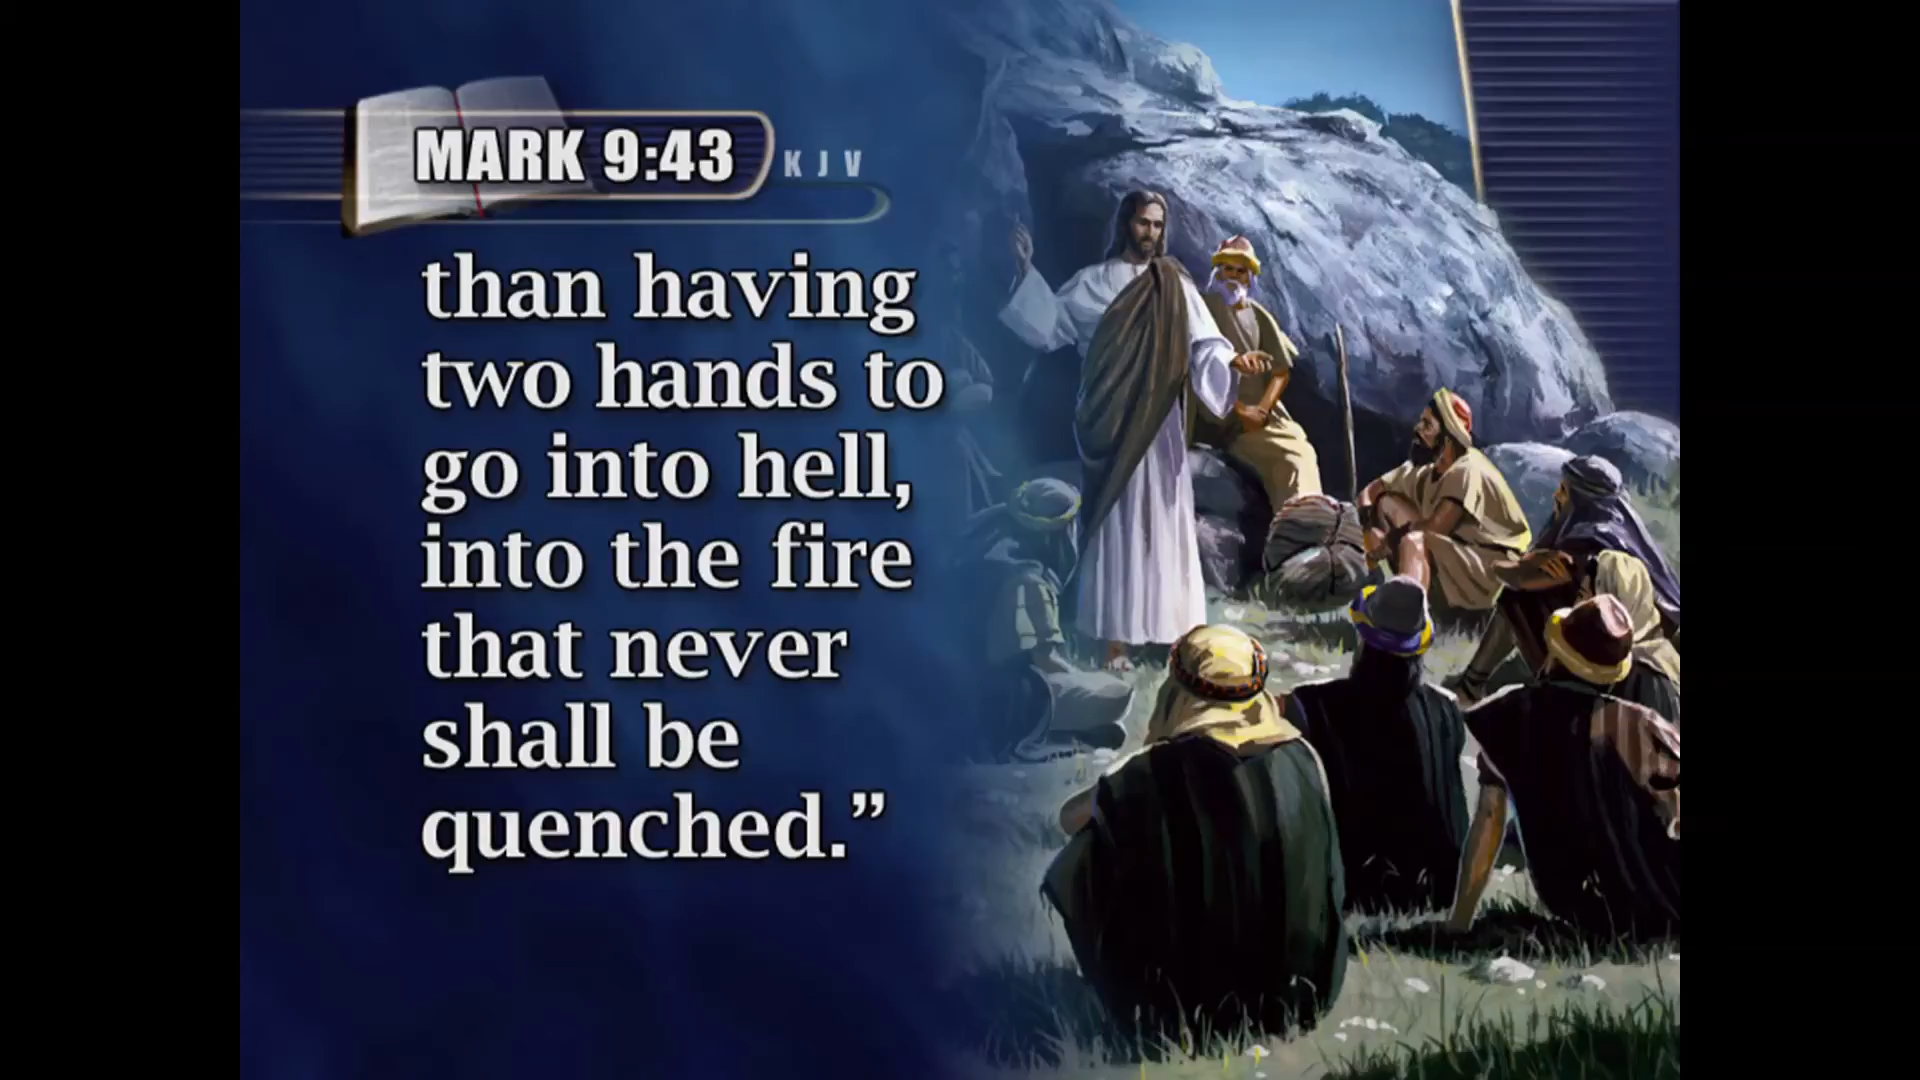 MARK 9:43 KJV
than having
two hands to
go into hell,
into the fire
that never
shall be
quenched.”